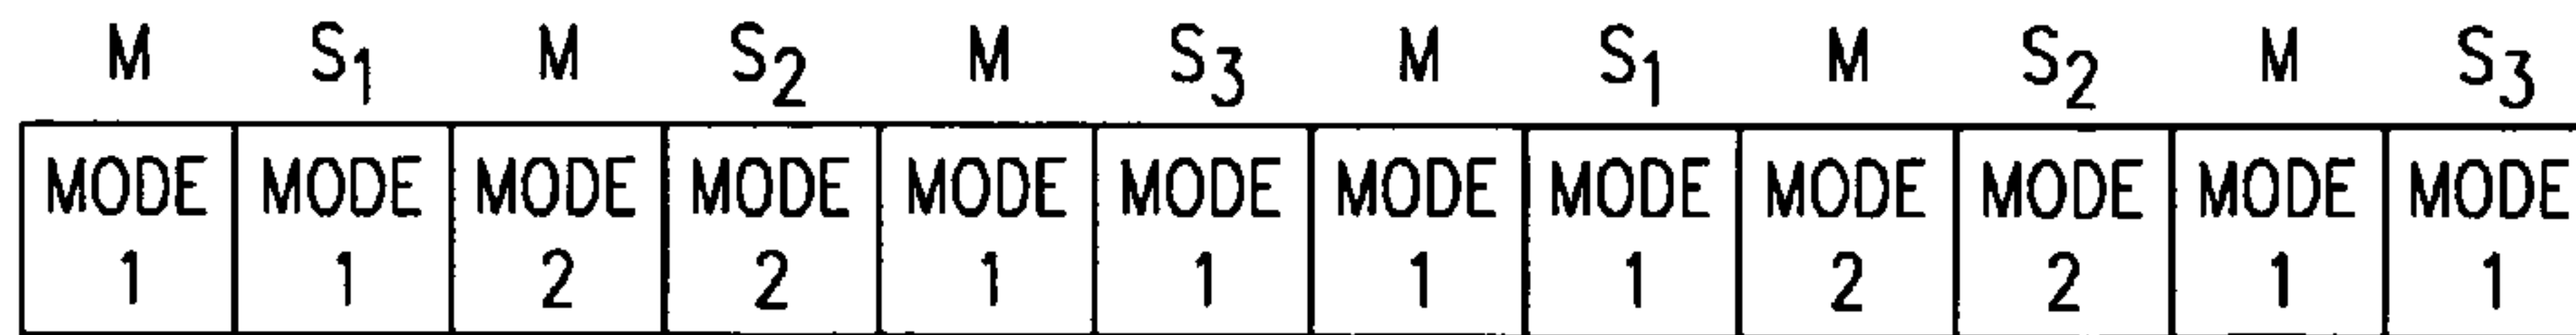 M S1 M S2 M S3 M S1 M S2 M S3
MODE MODE MODE MODE MODE MODE MODE MODE MODE MODE MODE MODE
1 1 2 2 1 1 1 1 2 2 1 1